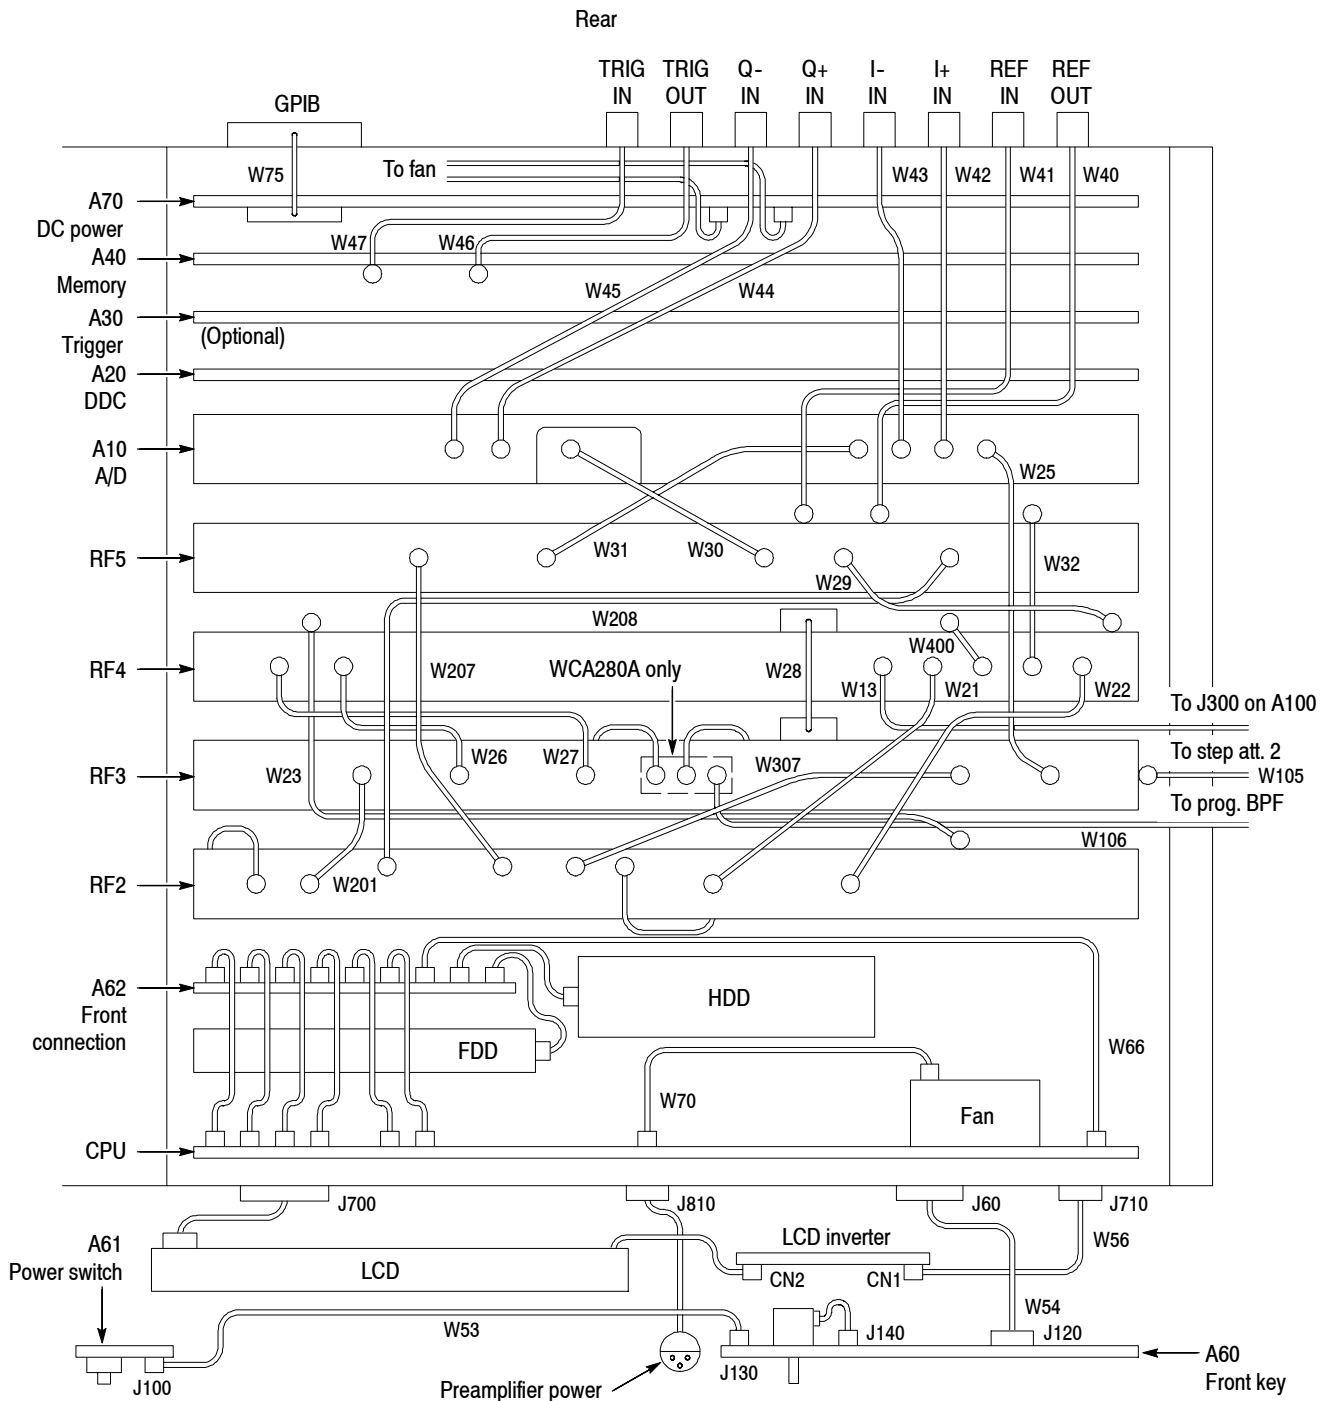 Rear
TRIG IN
TRIG OUT
Q- IN
Q+ IN
I- IN
I+ IN
REF IN
REF OUT
GPIB
W75
To fan
W43
W42
W41
W40
A70
DC power
W47
W46
A40
Memory
W45
W44
A30
Trigger
(Optional)
A20
DDC
A10
A/D
W25
RF5
W31
W30
W32
W29
W208
W400
RF4
W207
WCA280A only
W28
W13
W21
W22
To J300 on A100
To step att. 2
RF3
W23
W26
W27
W307
W105
To prog. BPF
W106
RF2
W201
A62
Front
connection
HDD
FDD
W66
W70
Fan
CPU
J700
J810
J60
J710
A61
Power switch
LCD inverter
W56
LCD
CN2
CN1
W54
W53
J140
J120
J100
J130
A60
Front key
Preamplifier power